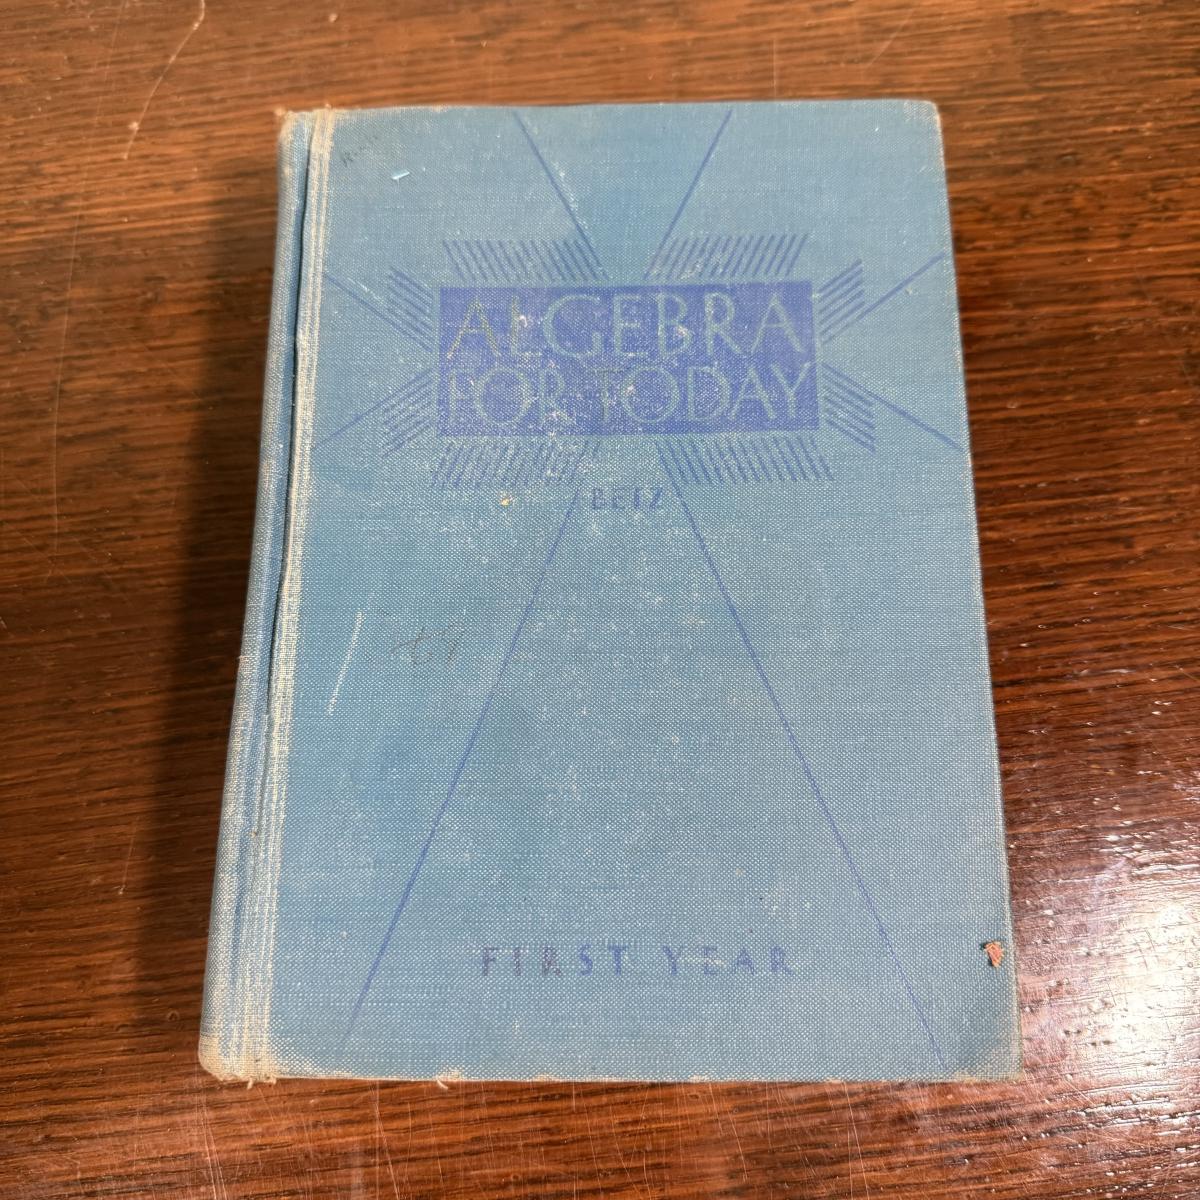 ALGEBRA
FOR TODAY
BETZ
FIRST YEAR